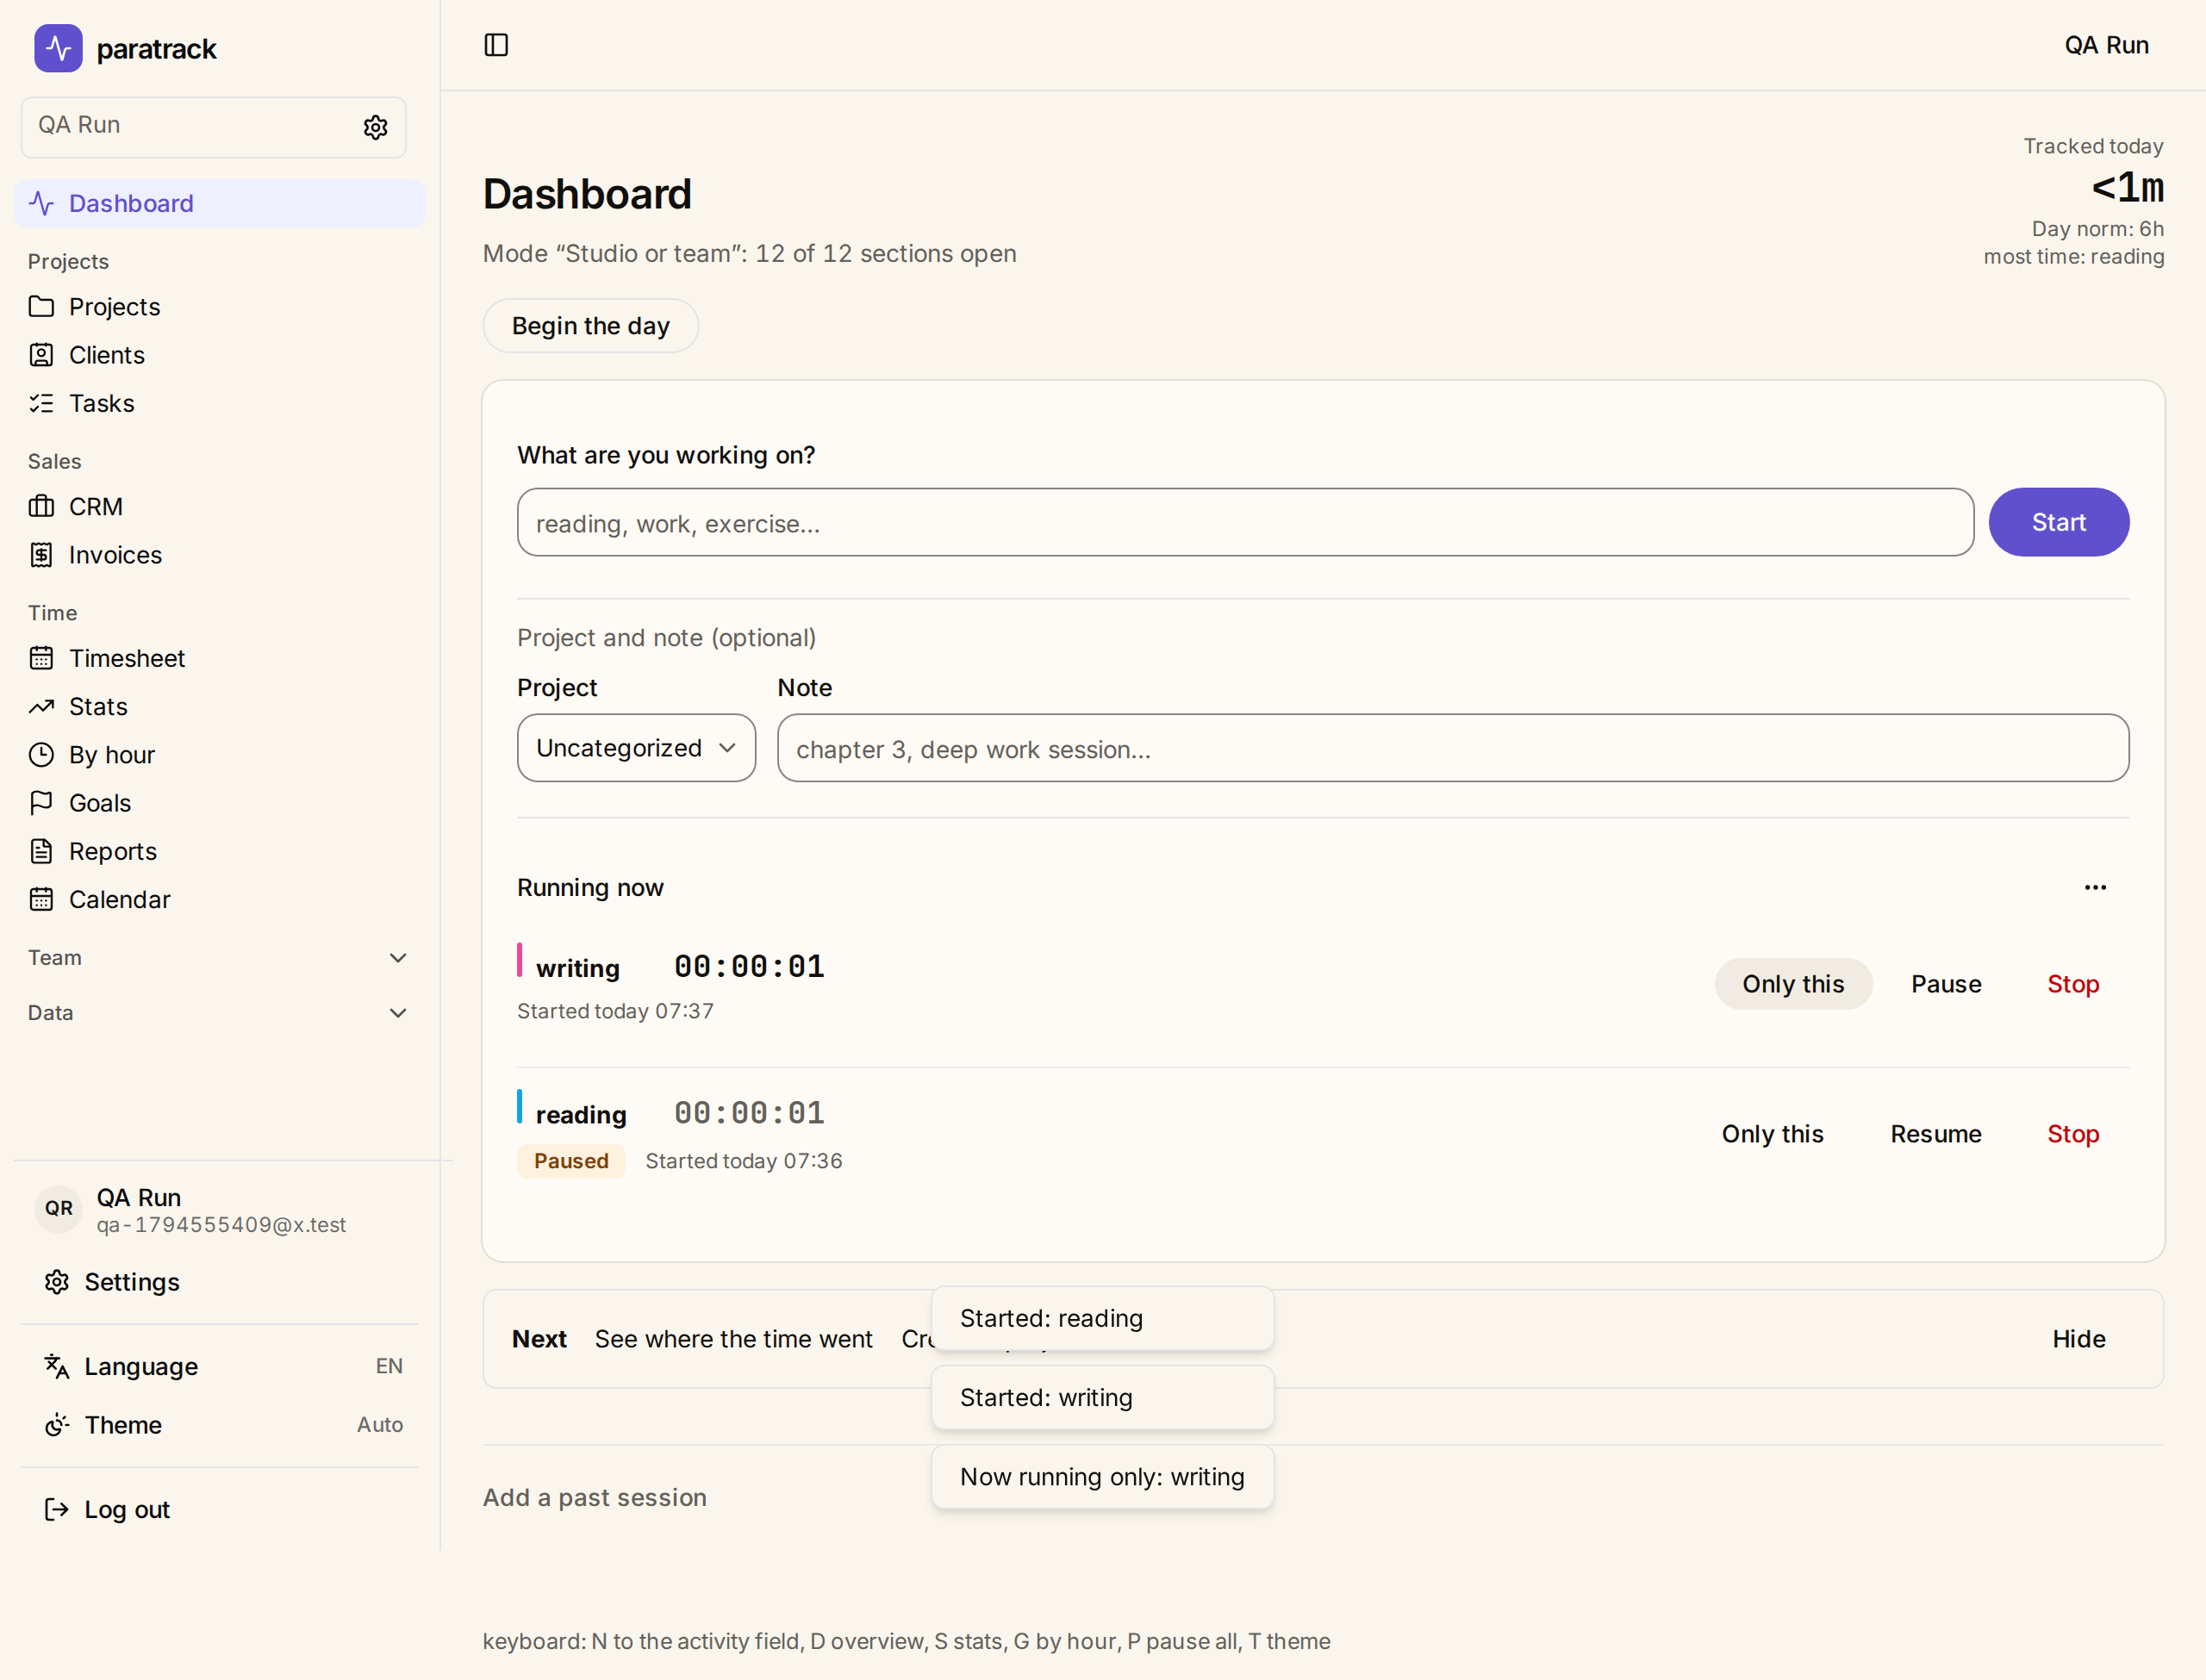 paratrack
QA Run
Dashboard
Projects
Projects
Clients
Tasks
Sales
CRM
Invoices
Time
Timesheet
Stats
By hour
Goals
Reports
Calendar
Team
Data
QR
QA Run
qa-1794555409@x.test
Settings
Language EN
Theme Auto
Log out
QA Run
Dashboard
Mode “Studio or team”: 12 of 12 sections open
Tracked today
<1m
Day norm: 6h
most time: reading
Begin the day
What are you working on?
reading, work, exercise...
Start
Project and note (optional)
Project Note
Uncategorized
chapter 3, deep work session...
Running now
writing 00:00:01
Started today 07:37
Only this Pause Stop
reading 00:00:01
Paused Started today 07:36
Only this Resume Stop
Next See where the time went
Hide
Started: reading
Started: writing
Now running only: writing
Add a past session
keyboard: N to the activity field, D overview, S stats, G by hour, P pause all, T theme